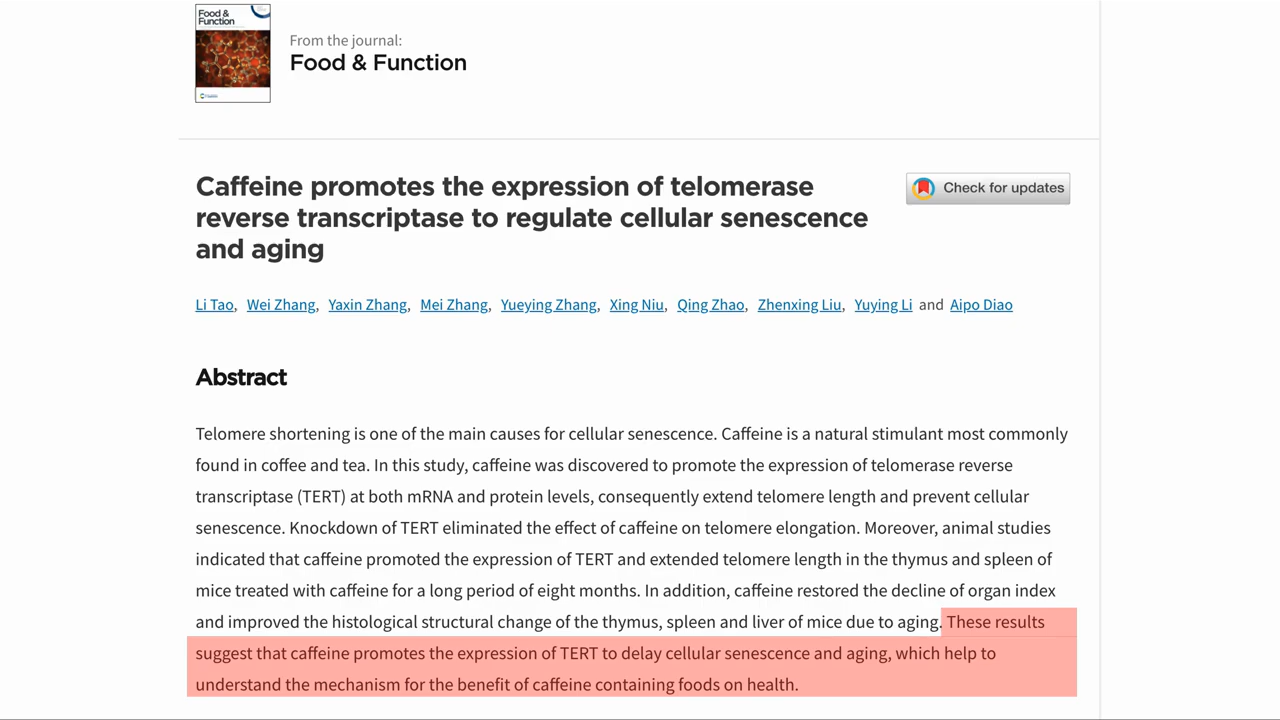 Food &
Function
From the journal:
Food & Function
Caffeine promotes the expression of telomerase
reverse transcriptase to regulate cellular senescence
and aging
Check for updates
Li Tao, Wei Zhang, Yaxin Zhang, Mei Zhang, Yueying Zhang, Xing Niu, Qing Zhao, Zhenxing Liu, Yuying Li and Aipo Diao
Abstract
Telomere shortening is one of the main causes for cellular senescence. Caffeine is a natural stimulant most commonly
found in coffee and tea. In this study, caffeine was discovered to promote the expression of telomerase reverse
transcriptase (TERT) at both mRNA and protein levels, consequently extend telomere length and prevent cellular
senescence. Knockdown of TERT eliminated the effect of caffeine on telomere elongation. Moreover, animal studies
indicated that caffeine promoted the expression of TERT and extended telomere length in the thymus and spleen of
mice treated with caffeine for a long period of eight months. In addition, caffeine restored the decline of organ index
and improved the histological structural change of the thymus, spleen and liver of mice due to aging. These results
suggest that caffeine promotes the expression of TERT to delay cellular senescence and aging, which help to
understand the mechanism for the benefit of caffeine containing foods on health.